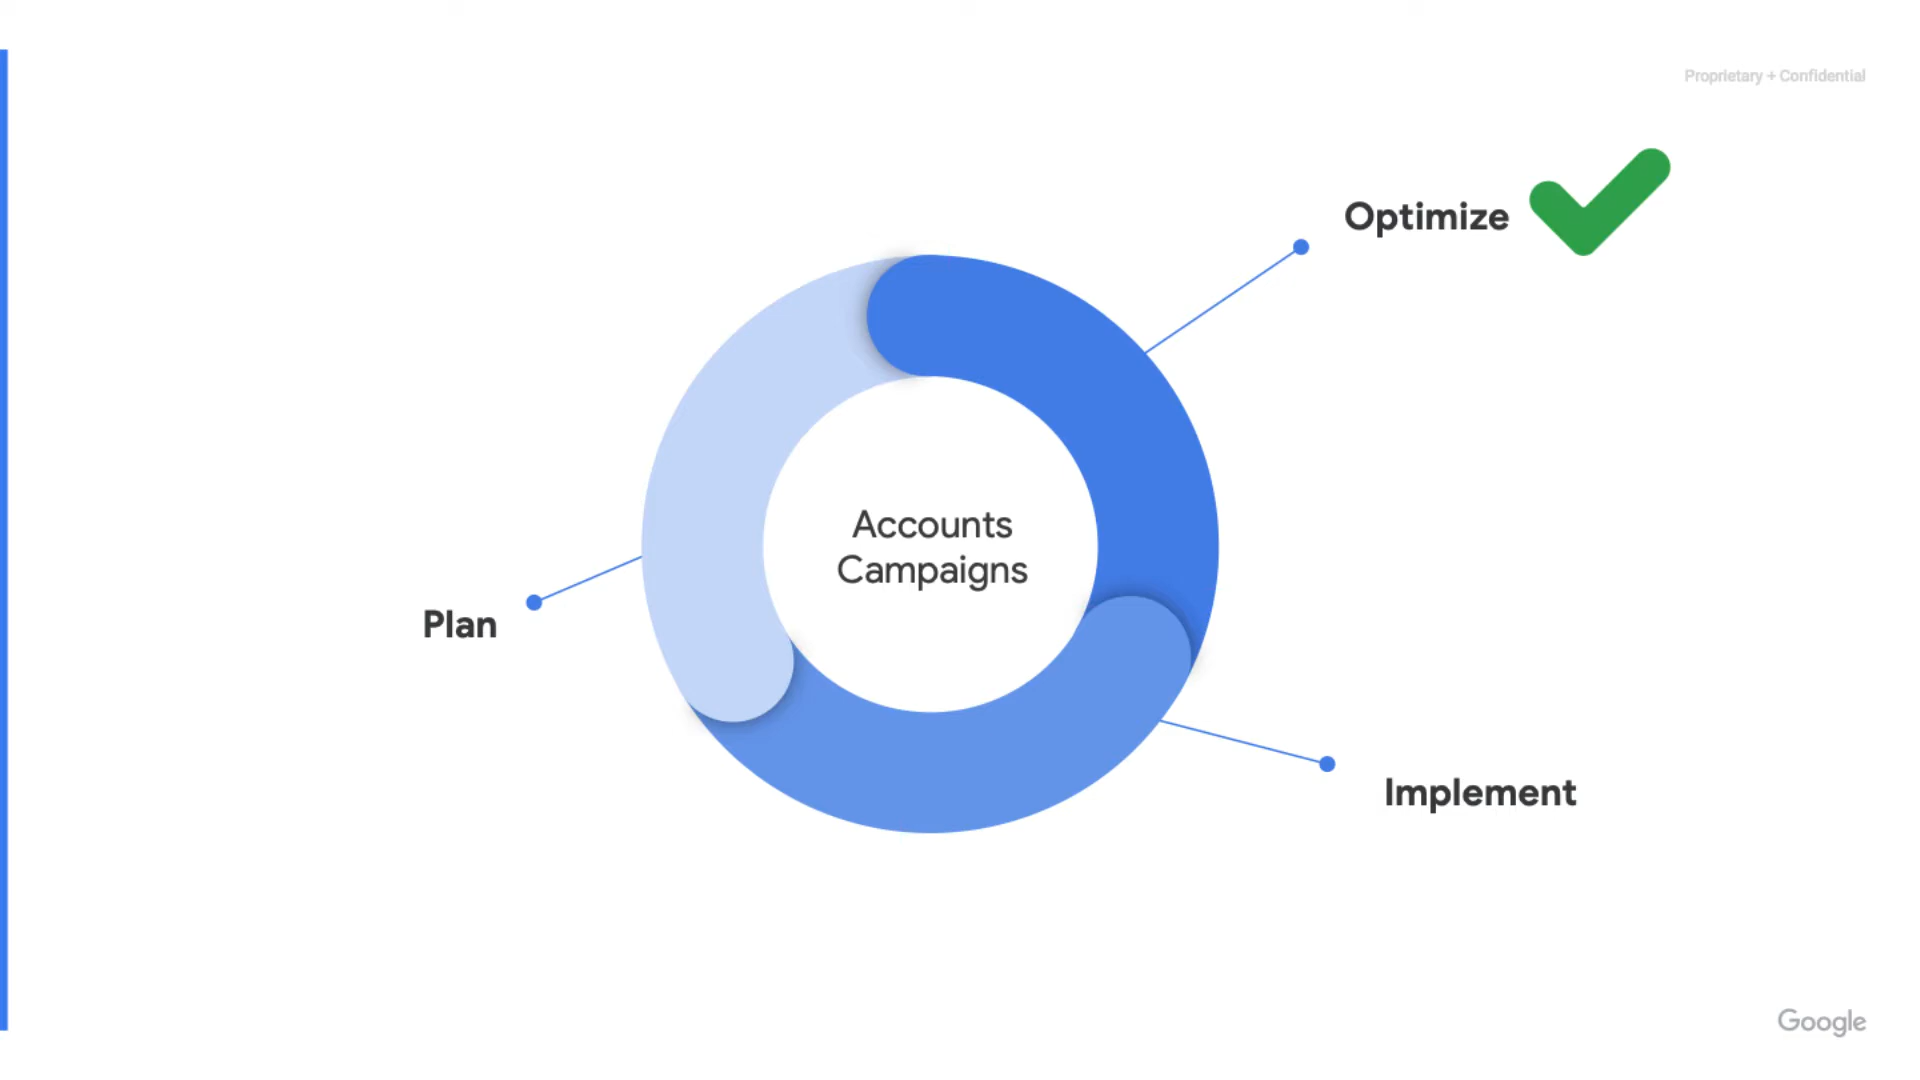 Proprietary + Confidential
Optimize
Accounts
Campaigns
Plan
Implement
Google